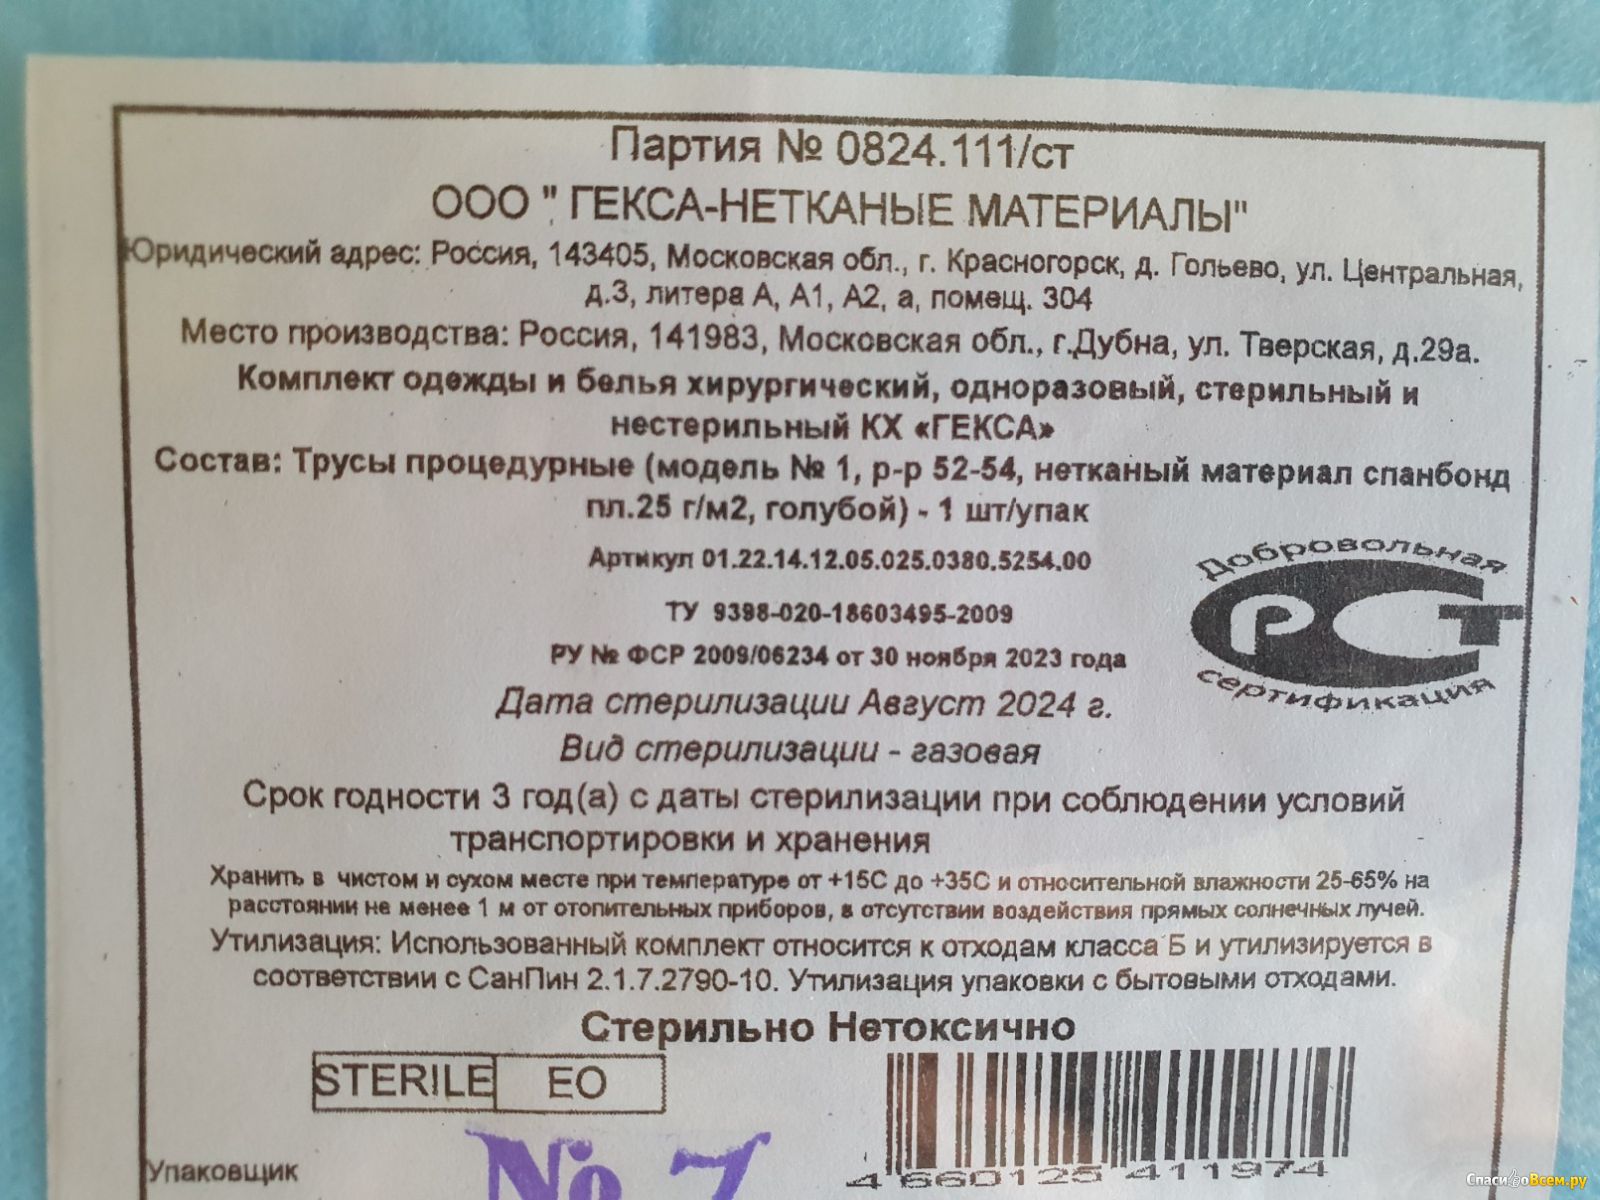 Партия № 0824.111/ст
ООО " ГЕКСА-НЕТКАНЫЕ МАТЕРИАЛЫ"
Юридический адрес: Россия, 143405, Московская обл., г. Красногорск, д. Гольево, ул. Центральная,
д.3, литера А, А1, А2, а, помещ. 304
Место производства: Россия, 141983, Московская обл., г.Дубна, ул. Тверская, д.29а.
Комплект одежды и белья хирургический, одноразовый, стерильный и
нестерильный КХ «ГЕКСА»
Состав: Трусы процедурные (модель № 1, р-р 52-54, нетканый материал спанбонд
пл.25 г/м2, голубой) - 1 шт/упак
Артикул 01.22.14.12.05.025.0380.5254.00
ТУ 9398-020-18603495-2009
РУ № ФСР 2009/06234 от 30 ноября 2023 года
Добровольная
РСТ
сертификация
Дата стерилизации Август 2024 г.
Вид стерилизации - газовая
Срок годности 3 год(а) с даты стерилизации при соблюдении условий
транспортировки и хранения
Хранить в чистом и сухом месте при температуре от +15С до +35С и относительной влажности 25-65% на
расстоянии не менее 1 м от отопительных приборов, в отсутствии воздействия прямых солнечных лучей.
Утилизация: Использованный комплект относится к отходам класса Б и утилизируется в
соответствии с СанПин 2.1.7.2790-10. Утилизация упаковки с бытовыми отходами.
Стерильно Нетоксично
STERILE EO
4 660125 411974
Упаковщик
№ 7
СпасибоВсем.ру